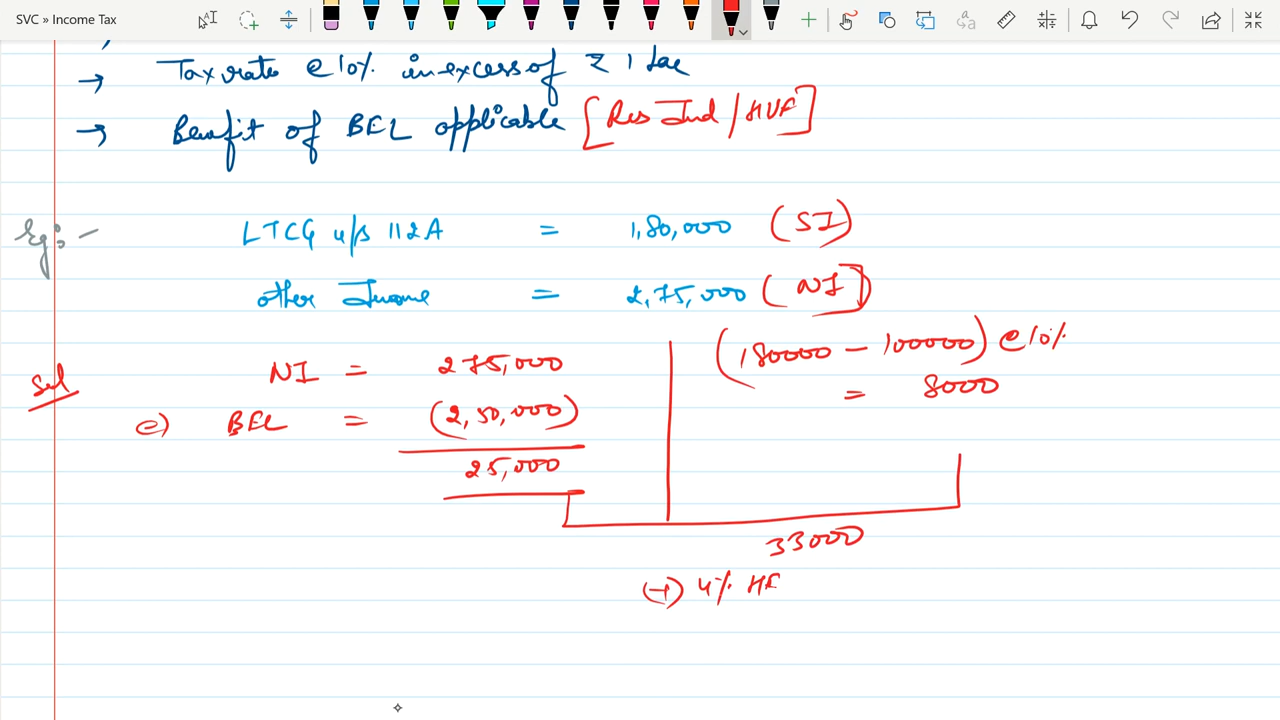 SVC » Income Tax
→ Tax rate @ 10% in excess of ₹ 1 Lac
→ Benefit of BEL applicable [Res Ind / HUF]
Eg:- LTCG u/s 112A = 1,80,000 (SI)
other Income = 2,75,000 (NI)
Sol NI = 275,000 (180000 - 100000) @ 10%
(-) BEL = (2,50,000) = 8000
25,000
33000
(+) 4% HE